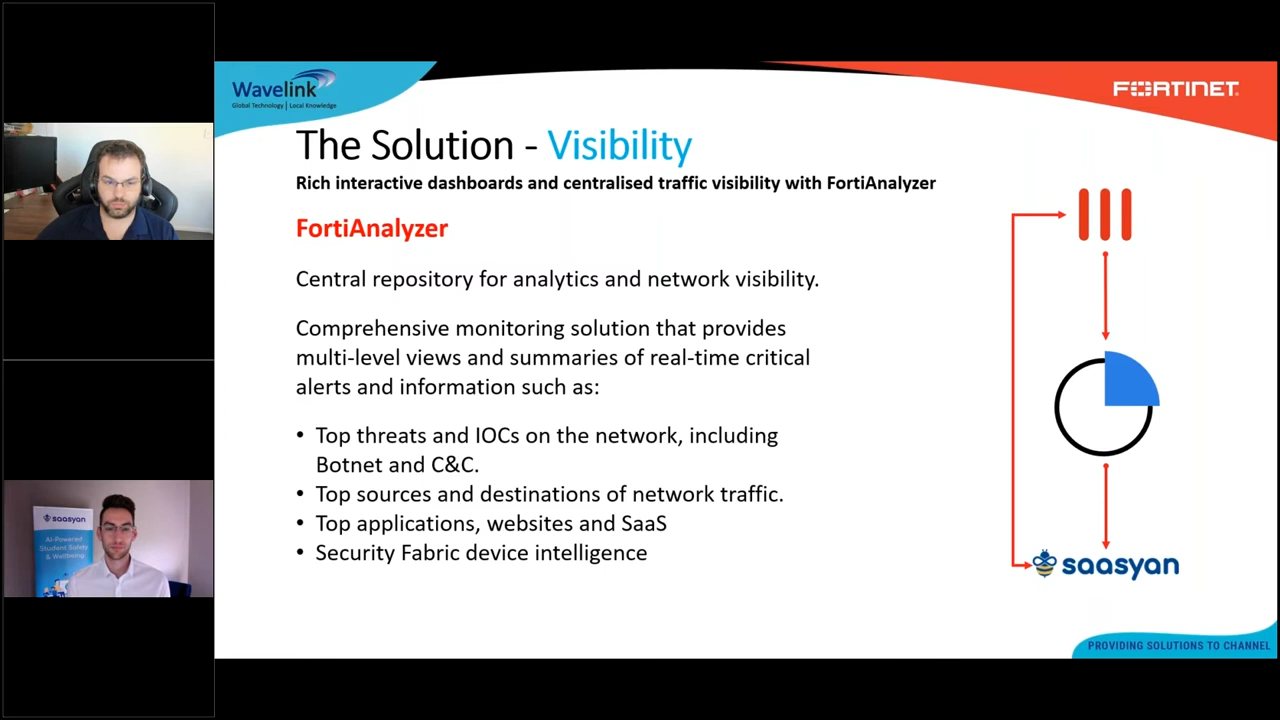 Wavelink
Global Technology | Local Knowledge
FORTINET
The Solution - Visibility
Rich interactive dashboards and centralised traffic visibility with FortiAnalyzer
FortiAnalyzer
Central repository for analytics and network visibility.
Comprehensive monitoring solution that provides
multi-level views and summaries of real-time critical
alerts and information such as:
• Top threats and IOCs on the network, including
Botnet and C&C.
• Top sources and destinations of network traffic.
• Top applications, websites and SaaS
• Security Fabric device intelligence
saasyan
PROVIDING SOLUTIONS TO CHANNEL
saasyan
AI-Powered
Student Safety
& Wellbeing